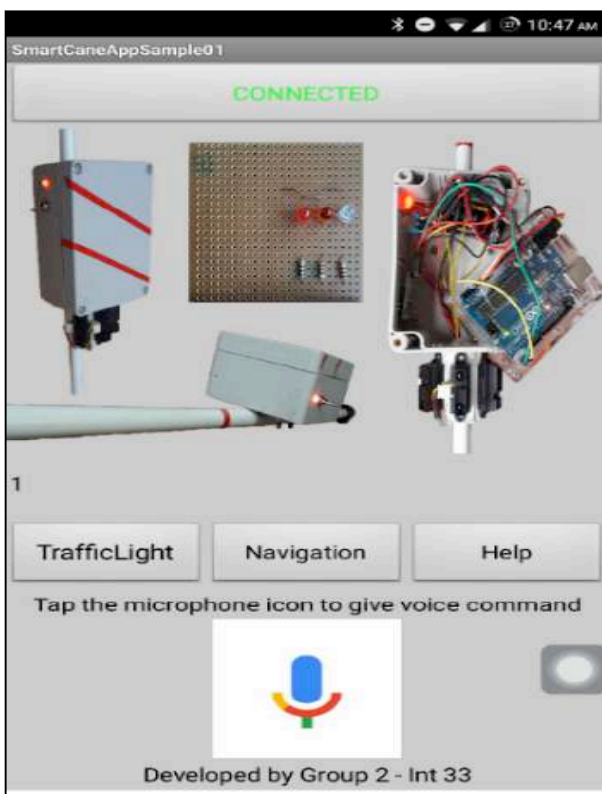 27 10:47 AM
SmartCaneAppSample01
CONNECTED
1
TrafficLight Navigation Help
Tap the microphone icon to give voice command
Developed by Group 2 - Int 33